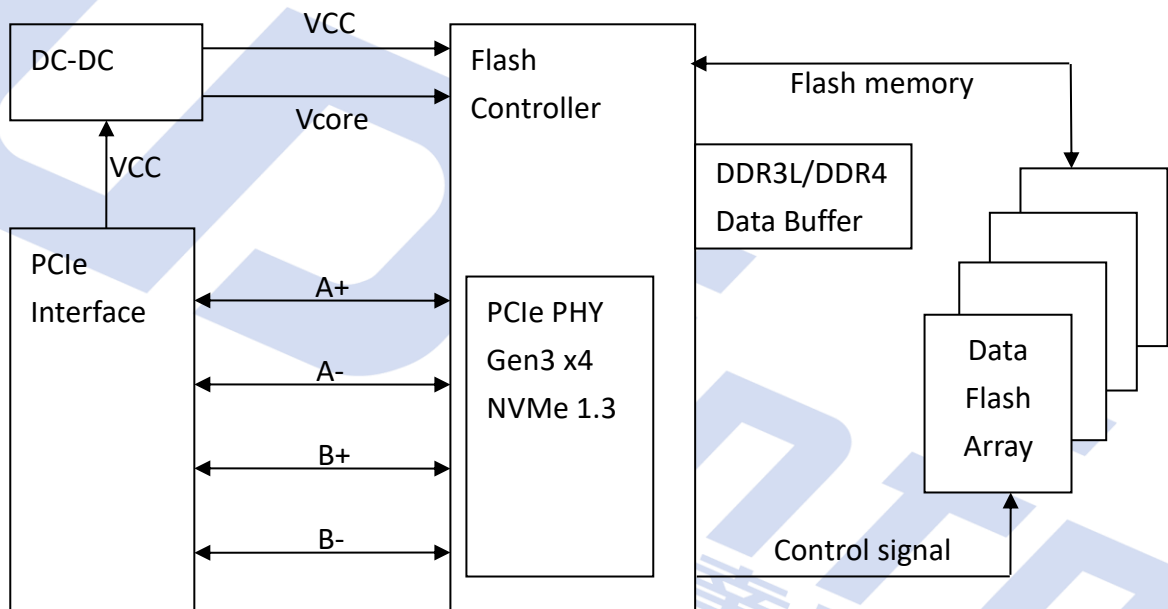 VCC
DC-DC
Vcore
VCC
Flash
Controller
Flash memory
DDR3L/DDR4
Data Buffer
PCIe
Interface
A+
A-
B+
B-
PCIe PHY
Gen3 x4
NVMe 1.3
Data
Flash
Array
Control signal